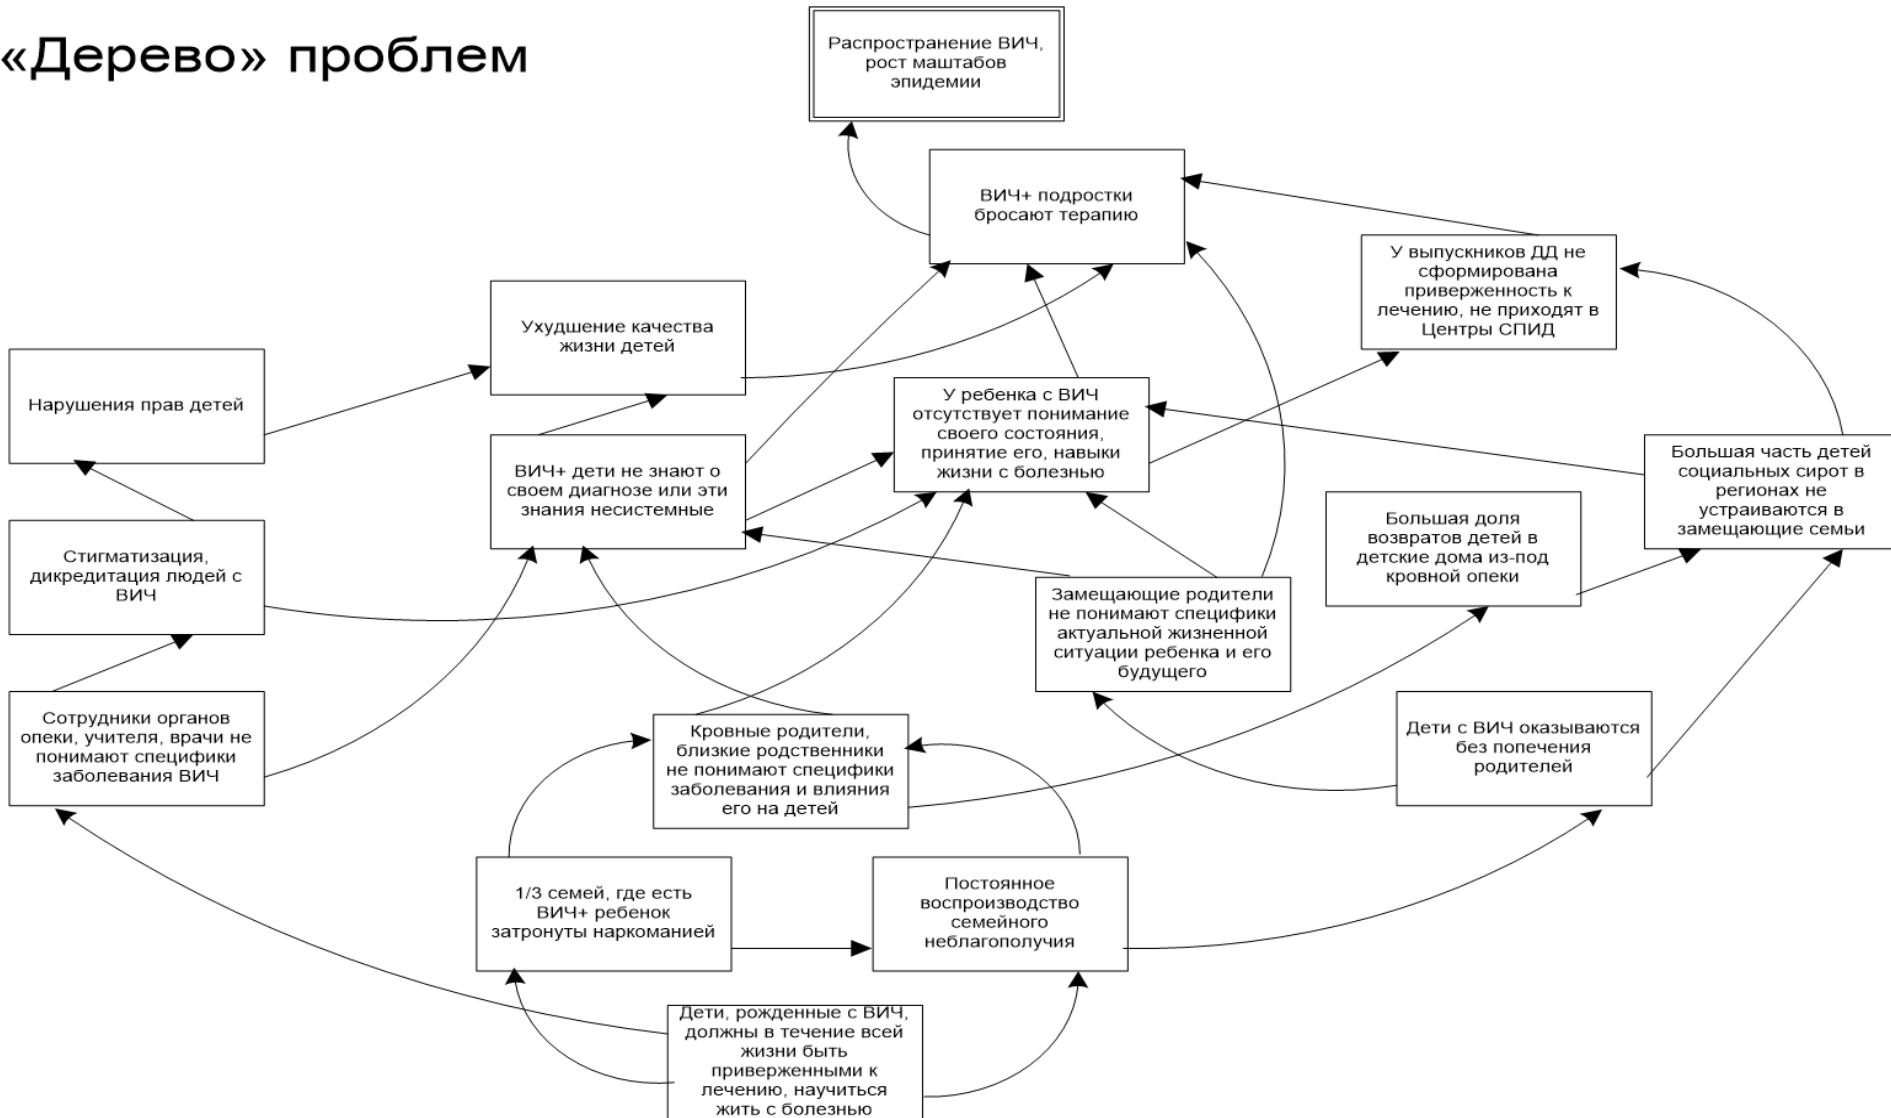 «Дерево» проблем
Распространение ВИЧ,
рост маштабов
эпидемии
ВИЧ+ подростки
бросают терапию
У выпускников ДД не
сформирована
приверженность к
лечению, не приходят в
Центры СПИД
Ухудшение качества
жизни детей
Нарушения прав детей
У ребенка с ВИЧ
отсутствует понимание
своего состояния,
принятие его, навыки
жизни с болезнью
ВИЧ+ дети не знают о
своем диагнозе или эти
знания несистемные
Большая часть детей
социальных сирот в
регионах не
устраиваются в
замещающие семьи
Большая доля
возвратов детей в
детские дома из-под
кровной опеки
Стигматизация,
дикредитация людей с
ВИЧ
Замещающие родители
не понимают специфики
актуальной жизненной
ситуации ребенка и его
будущего
Сотрудники органов
опеки, учителя, врачи не
понимают специфики
заболевания ВИЧ
Кровные родители,
близкие родственники
не понимают специфики
заболевания и влияния
его на детей
Дети с ВИЧ оказываются
без попечения
родителей
1/3 семей, где есть
ВИЧ+ ребенок
затронуты наркоманией
Постоянное
воспроизводство
семейного
неблагополучия
Дети, рожденные с ВИЧ,
должны в течение всей
жизни быть
приверженными к
лечению, научиться
жить с болезнью